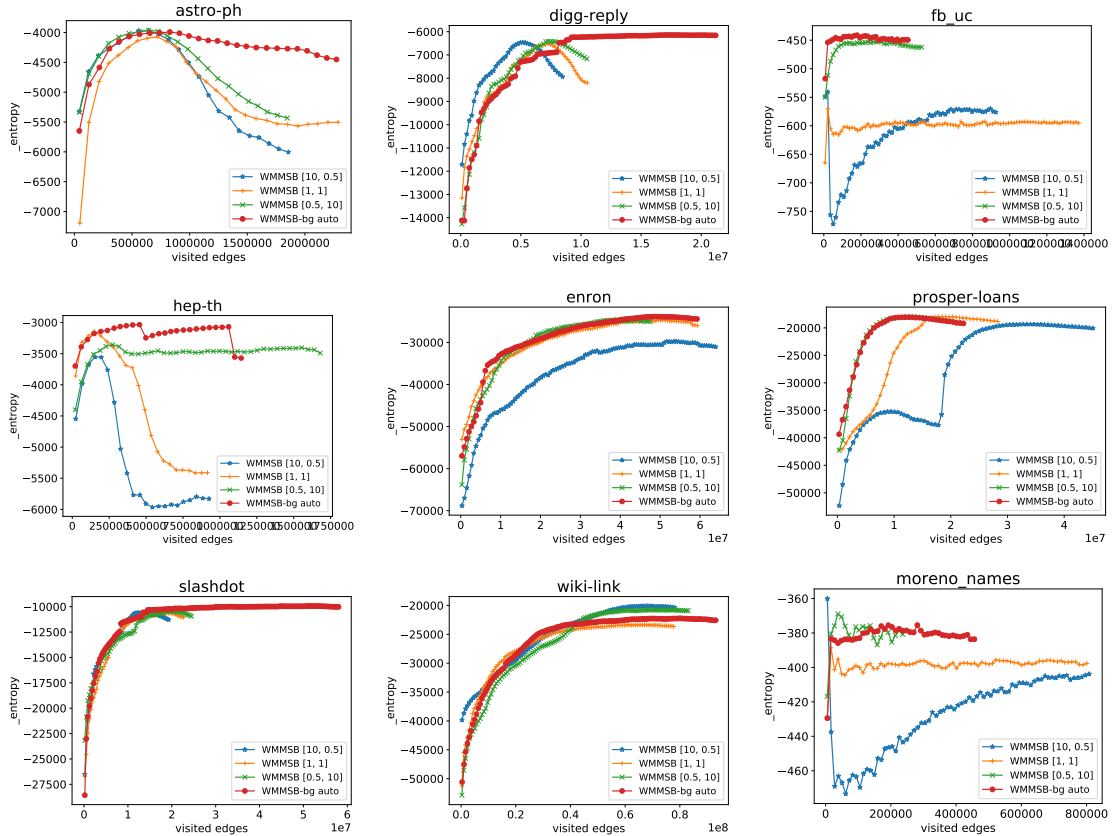 astro-ph
−4000
−4500
−5000
−5500
−6000
−6500
−7000
_entropy
WMMSB [10, 0.5]
WMMSB [1, 1]
WMMSB [0.5, 10]
WMMSB-bg auto
0 500000 1000000 1500000 2000000
visited edges
digg-reply
−6000
−7000
−8000
−9000
−10000
−11000
−12000
−13000
−14000
_entropy
WMMSB [10, 0.5]
WMMSB [1, 1]
WMMSB [0.5, 10]
WMMSB-bg auto
0.0 0.5 1.0 1.5 2.0
1e7
visited edges
fb_uc
−450
−500
−550
−600
−650
−700
−750
_entropy
WMMSB [10, 0.5]
WMMSB [1, 1]
WMMSB [0.5, 10]
WMMSB-bg auto
0 200000 400000 600000 800000 1000000 1200000 1400000
visited edges
hep-th
−3000
−3500
−4000
−4500
−5000
−5500
−6000
_entropy
WMMSB [10, 0.5]
WMMSB [1, 1]
WMMSB [0.5, 10]
WMMSB-bg auto
0 250000 500000 750000 1000000 1250000 1500000 1750000
visited edges
enron
−20000
−30000
−40000
−50000
−60000
−70000
_entropy
WMMSB [10, 0.5]
WMMSB [1, 1]
WMMSB [0.5, 10]
WMMSB-bg auto
0 1 2 3 4 5 6
1e7
visited edges
prosper-loans
−20000
−25000
−30000
−35000
−40000
−45000
−50000
_entropy
WMMSB [10, 0.5]
WMMSB [1, 1]
WMMSB [0.5, 10]
WMMSB-bg auto
0 1 2 3 4
1e7
visited edges
slashdot
−10000
−12500
−15000
−17500
−20000
−22500
−25000
−27500
_entropy
WMMSB [10, 0.5]
WMMSB [1, 1]
WMMSB [0.5, 10]
WMMSB-bg auto
0 1 2 3 4 5 6
1e7
visited edges
wiki-link
−20000
−25000
−30000
−35000
−40000
−45000
−50000
_entropy
WMMSB [10, 0.5]
WMMSB [1, 1]
WMMSB [0.5, 10]
WMMSB-bg auto
0.0 0.2 0.4 0.6 0.8
1e8
visited edges
moreno_names
−360
−380
−400
−420
−440
−460
_entropy
WMMSB [10, 0.5]
WMMSB [1, 1]
WMMSB [0.5, 10]
WMMSB-bg auto
0 200000 400000 600000 800000
visited edges